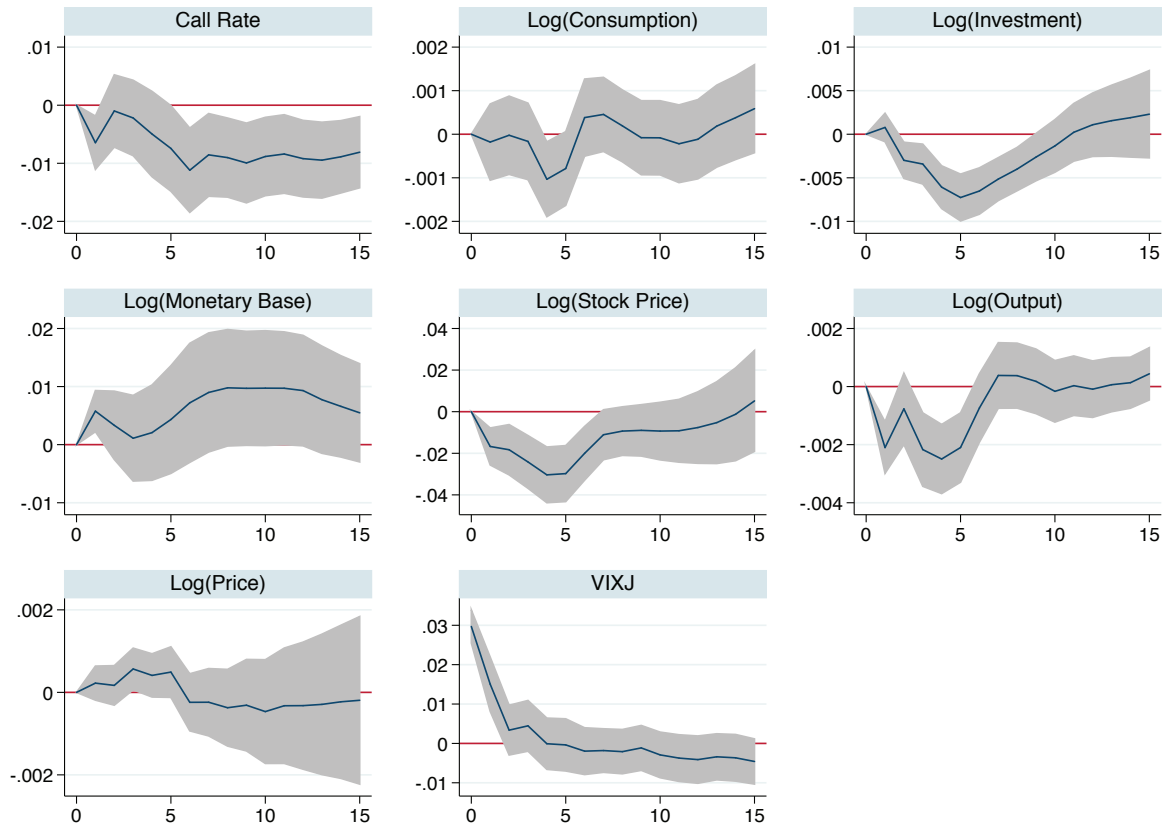 Call Rate
.01
0
-.01
-.02
0 5 10 15
Log(Consumption)
.002
.001
0
-.001
-.002
0 5 10 15
Log(Investment)
.01
.005
0
-.005
-.01
0 5 10 15
Log(Monetary Base)
.02
.01
0
-.01
0 5 10 15
Log(Stock Price)
.04
.02
0
-.02
-.04
0 5 10 15
Log(Output)
.002
0
-.002
-.004
0 5 10 15
Log(Price)
.002
0
-.002
0 5 10 15
VIXJ
.03
.02
.01
0
-.01
0 5 10 15